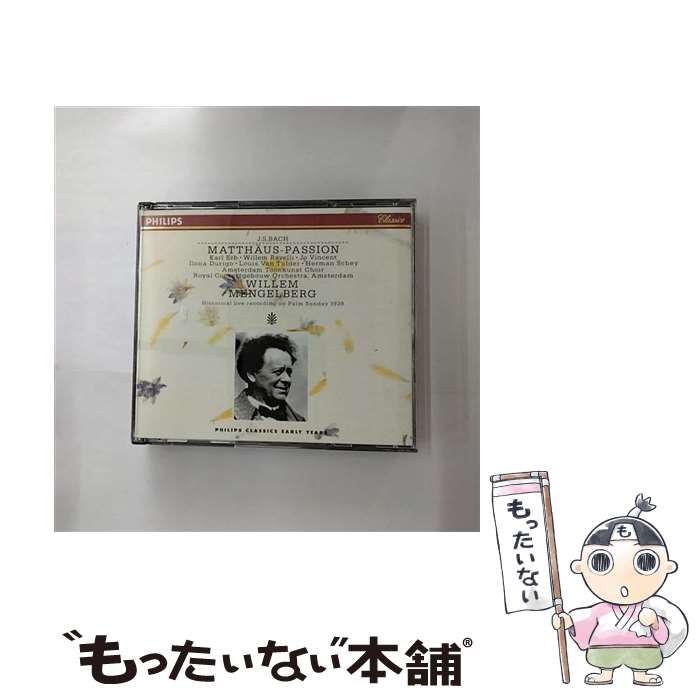 PHILIPS
Classics
J.S.BACH
MATTHÄUS-PASSION
Karl Erb · Willem Ravelli · Jo Vincent
Ilona Durigo · Louis Van Tulder · Herman Schey
Amsterdam Toonkunst Choir
Royal Concertgebouw Orchestra, Amsterdam
WILLEM
MENGELBERG
Historical live recording on Palm Sunday 1939
PHILIPS CLASSICS EARLY YEARS
も
もったいない
"もったいない"本舗®